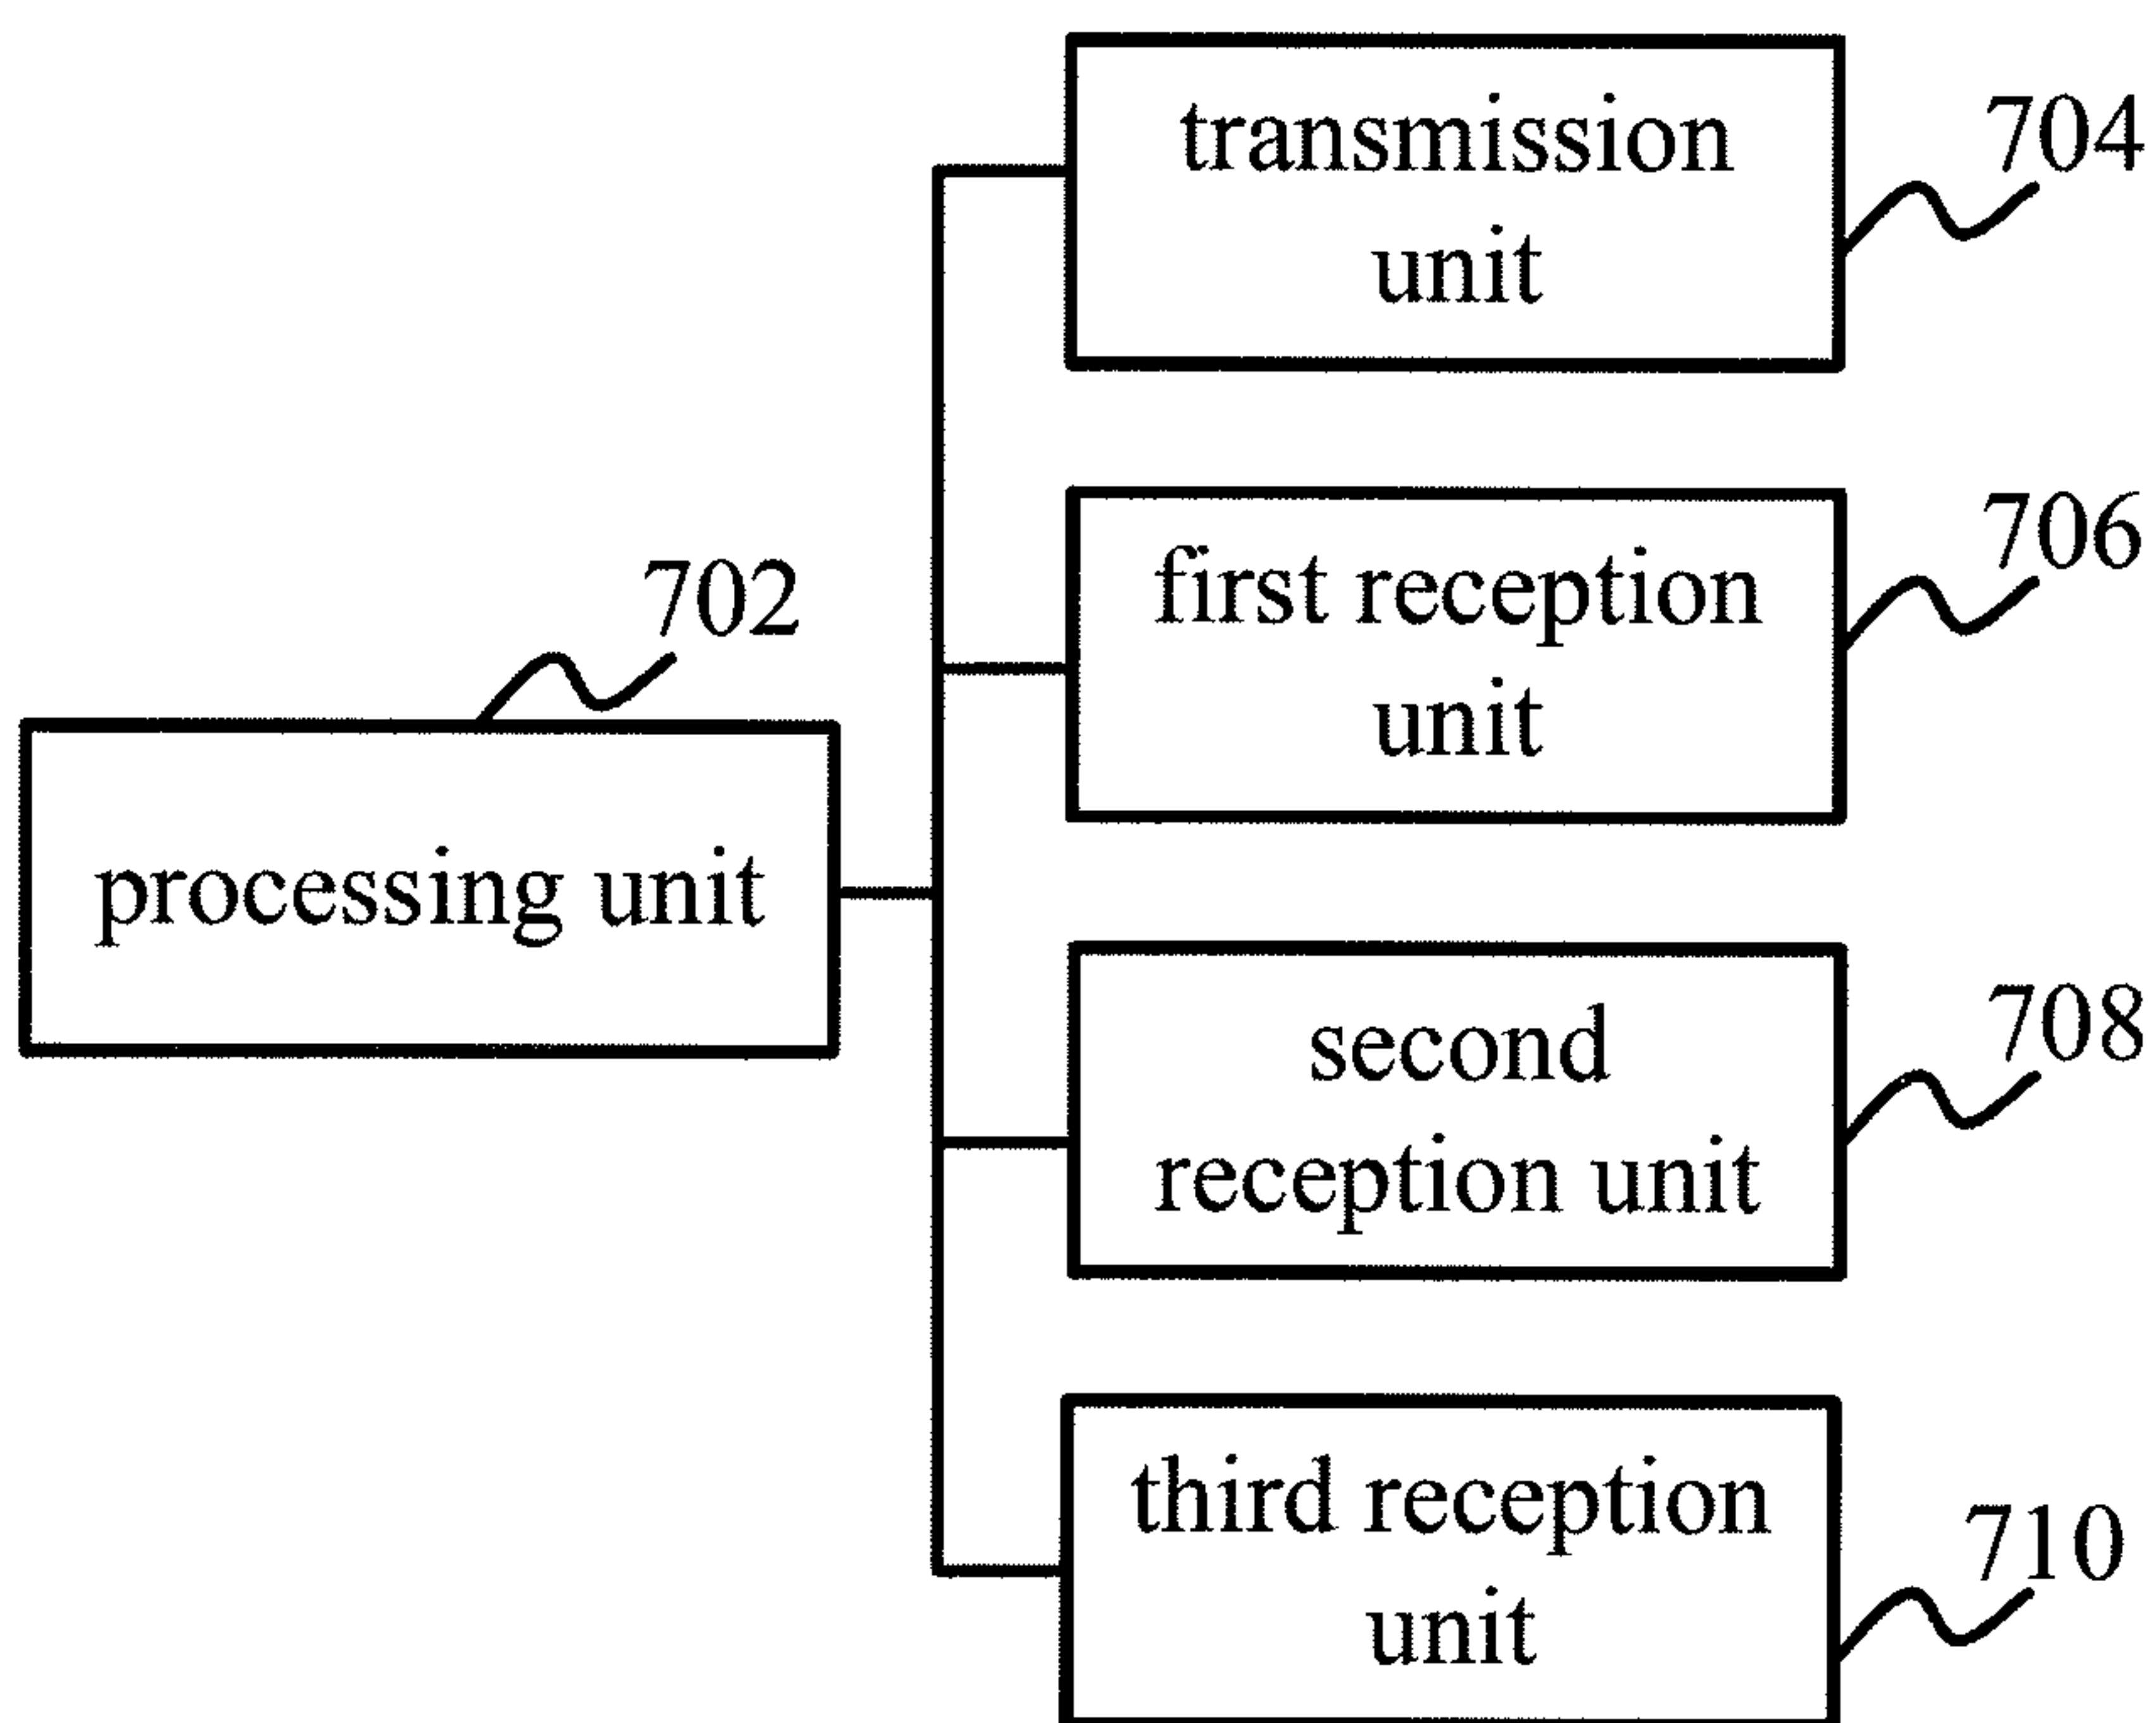 transmission
unit
704
first reception
unit
706
702
processing unit
second
reception unit
708
third reception
unit
710